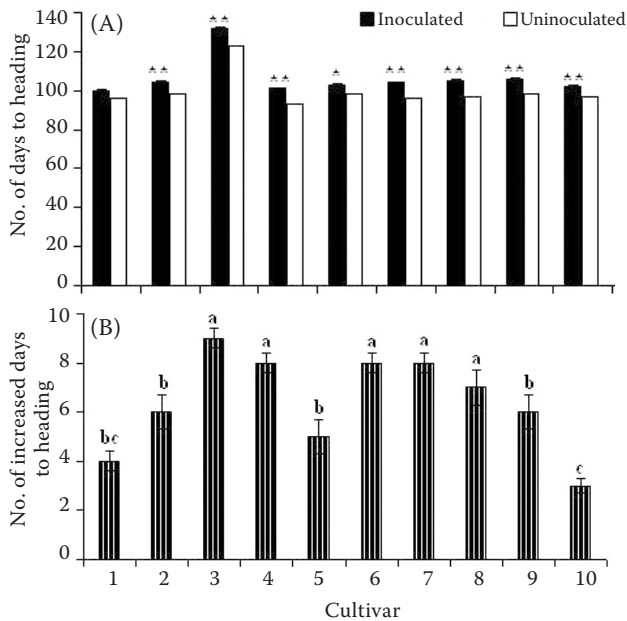 (A)
Inoculated
Uninoculated
No. of days to heading
140
120
100
80
60
40
20
0
** ** ** * ** ** ** **
(B)
No. of increased days
to heading
10
8
6
4
2
0
bc b a a b a a a b c
1 2 3 4 5 6 7 8 9 10
Cultivar